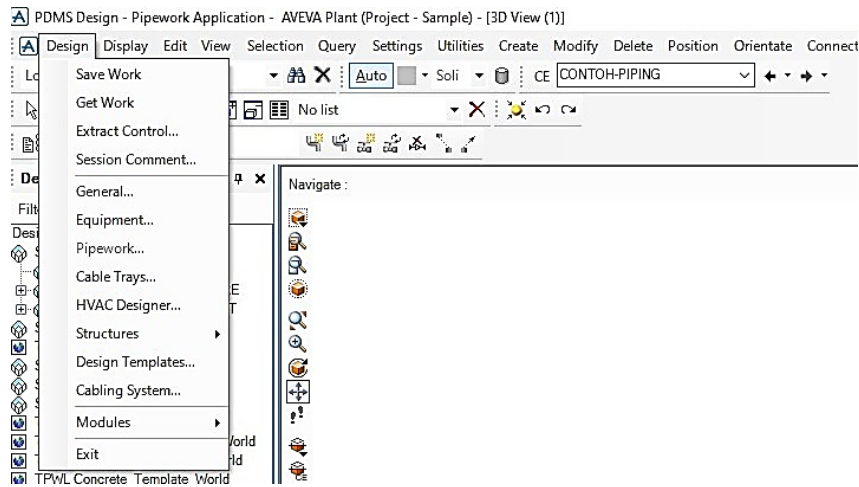 PDMS Design - Pipework Application - AVEVA Plant (Project - Sample) - [3D View (1)]
Design Display Edit View Selection Query Settings Utilities Create Modify Delete Position Orientate Connect
Auto Soli CE CONTOH-PIPING
No list
Navigate :
Save Work
Get Work
Extract Control...
Session Comment...
General...
Equipment...
Pipework...
Cable Trays...
HVAC Designer...
Structures
Design Templates...
Cabling System...
Modules
Exit
TPWL Concrete Template World
CE